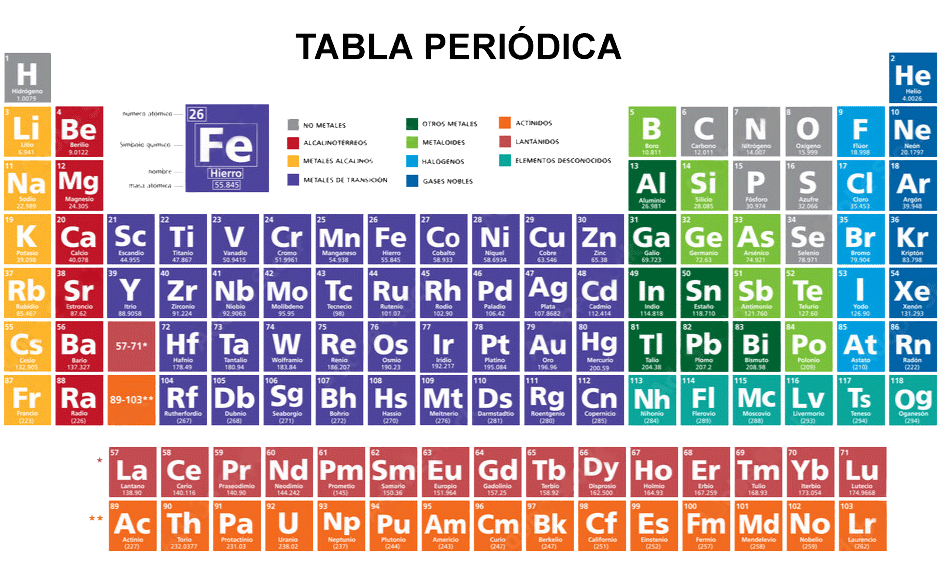 TABLA PERIÓDICA
1
H
Hidrógeno
1.0079
2
He
Helio
4.0026
número atómico
Símbolo químico
nombre
masa atómica
26
Fe
Hierro
55.845
NO METALES
ALCALINOTÉRREOS
METALES ALCALINOS
METALES DE TRANSICIÓN
OTROS METALES
METALOIDES
HALÓGENOS
GASES NOBLES
ACTINIDOS
LANTÁNIDOS
ELEMENTOS DESCONOCIDOS
3 4 5 6 7 8 9 10
Li Be B C N O F Ne
Litio Berilio Boro Carbono Nitrógeno Oxígeno Flúor Neón
6.941 9.0122 10.811 12.011 14.007 15.999 18.998 20.1797
11 12 13 14 15 16 17 18
Na Mg Al Si P S Cl Ar
Sodio Magnesio Aluminio Silicio Fósforo Azufre Cloro Argón
22.989 24.305 26.981 28.085 30.974 32.066 35.453 39.948
19 20 21 22 23 24 25 26 27 28 29 30 31 32 33 34 35 36
K Ca Sc Ti V Cr Mn Fe Co Ni Cu Zn Ga Ge As Se Br Kr
Potasio Calcio Escandio Titanio Vanadio Cromo Manganeso Hierro Cobalto Níquel Cobre Zinc Galio Germanio Arsénico Selenio Bromo Kriptón
39.098 40.078 44.955 47.867 50.9415 51.9961 54.938 55.845 58.933 58.6934 63.546 65.38 69.723 72.63 74.921 78.971 79.904 83.798
37 38 39 40 41 42 43 44 45 46 47 48 49 50 51 52 53 54
Rb Sr Y Zr Nb Mo Tc Ru Rh Pd Ag Cd In Sn Sb Te I Xe
Rubidio Estroncio Itrio Zirconio Niobio Molibdeno Tecnecio Rutenio Rodio Paladio Plata Cadmio Indio Estaño Antimonio Telurio Yodo Xenón
85.467 87.62 88.9058 91.224 92.9063 95.95 (98) 101.07 102.90 106.42 107.8682 112.414 114.818 118.710 121.760 127.60 126.90 131.293
55 56 57-71* 72 73 74 75 76 77 78 79 80 81 82 83 84 85 86
Cs Ba Hf Ta W Re Os Ir Pt Au Hg Tl Pb Bi Po At Rn
Cesio Bario Hafnio Tantalio Wolframio Renio Osmio Iridio Platino Oro Mercurio Talio Plomo Bismuto Polonio Astato Radón
132.905 137.327 178.49 180.94 183.84 186.207 190.23 192.217 195.084 196.96 200.59 204.38 207.2 208.98 (209) (210) (222)
87 88 89-103** 104 105 106 107 108 109 110 111 112 113 114 115 116 117 118
Fr Ra Rf Db Sg Bh Hs Mt Ds Rg Cn Nh Fl Mc Lv Ts Og
Francio Radio Rutherfordio Dubnio Seaborgio Bohrio Hassio Meitnerio Darmstadtio Roentgenio Copernicio Nihonio Flerovio Moscovio Livermorio Teneso Oganesón
(223) (226) (267) (268) (271) (272) (270) (276) (281) (280) (285) (284) (289) (288) (293) (294) (294)
* 57 58 59 60 61 62 63 64 65 66 67 68 69 70 71
La Ce Pr Nd Pm Sm Eu Gd Tb Dy Ho Er Tm Yb Lu
Lantano Cerio Praseodimio Neodimio Prometio Samario Europio Gadolinio Terbio Disprosio Holmio Erbio Tulio Iterbio Lutecio
138.90 140.116 140.90 144.242 (145) 150.36 151.964 157.25 158.92 162.500 164.93 167.259 168.93 173.054 174.9668
** 89 90 91 92 93 94 95 96 97 98 99 100 101 102 103
Ac Th Pa U Np Pu Am Cm Bk Cf Es Fm Md No Lr
Actinio Torio Protactinio Uranio Neptunio Plutonio Americio Curio Berkelio Californio Einstenio Fermio Mendelevio Nobelio Laurencio
(227) 232.0377 231.03 238.02 (237) (244) (243) (247) (247) (251) (252) (257) (258) (259) (262)